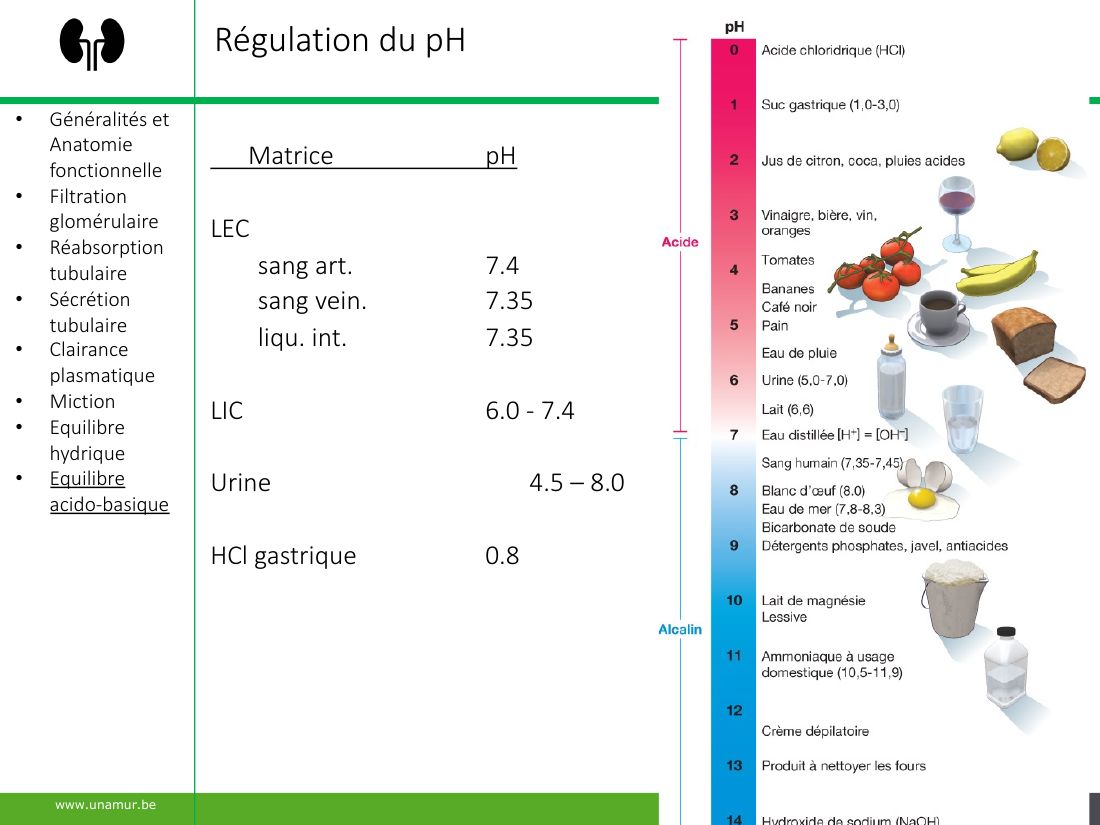 Régulation du pH
• Généralités et
Anatomie
fonctionnelle
• Filtration
glomérulaire
• Réabsorption
tubulaire
• Sécrétion
tubulaire
• Clairance
plasmatique
• Miction
• Equilibre
hydrique
• Equilibre
acido-basique
www.unamur.be
Matrice pH
LEC
sang art. 7.4
sang vein. 7.35
liqu. int. 7.35
LIC 6.0 - 7.4
Urine 4.5 – 8.0
HCl gastrique 0.8
pH
0 Acide chloridrique (HCl)
1 Suc gastrique (1,0-3,0)
2 Jus de citron, coca, pluies acides
3 Vinaigre, bière, vin,
oranges
Acide
Tomates
4
Bananes
Café noir
5 Pain
Eau de pluie
6 Urine (5,0-7,0)
Lait (6,6)
7 Eau distillée [H⁺] = [OH⁻]
Sang humain (7,35-7,45)
8 Blanc d'œuf (8.0)
Eau de mer (7,8-8,3)
Bicarbonate de soude
9 Détergents phosphates, javel, antiacides
10 Lait de magnésie
Lessive
Alcalin
11 Ammoniaque à usage
domestique (10,5-11,9)
12
Crème dépilatoire
13 Produit à nettoyer les fours
14 Hydroxide de sodium (NaOH)